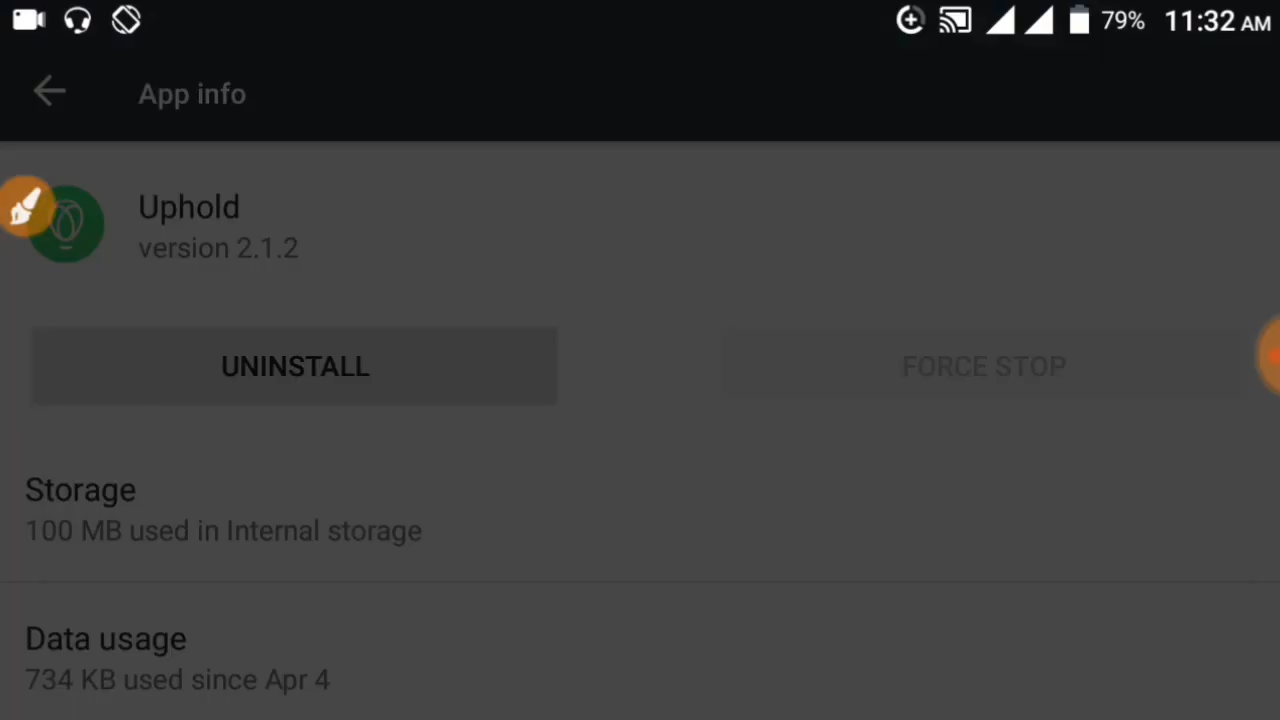 79% 11:32 AM
App info
Uphold
version 2.1.2
UNINSTALL
FORCE STOP
Storage
100 MB used in Internal storage
Data usage
734 KB used since Apr 4